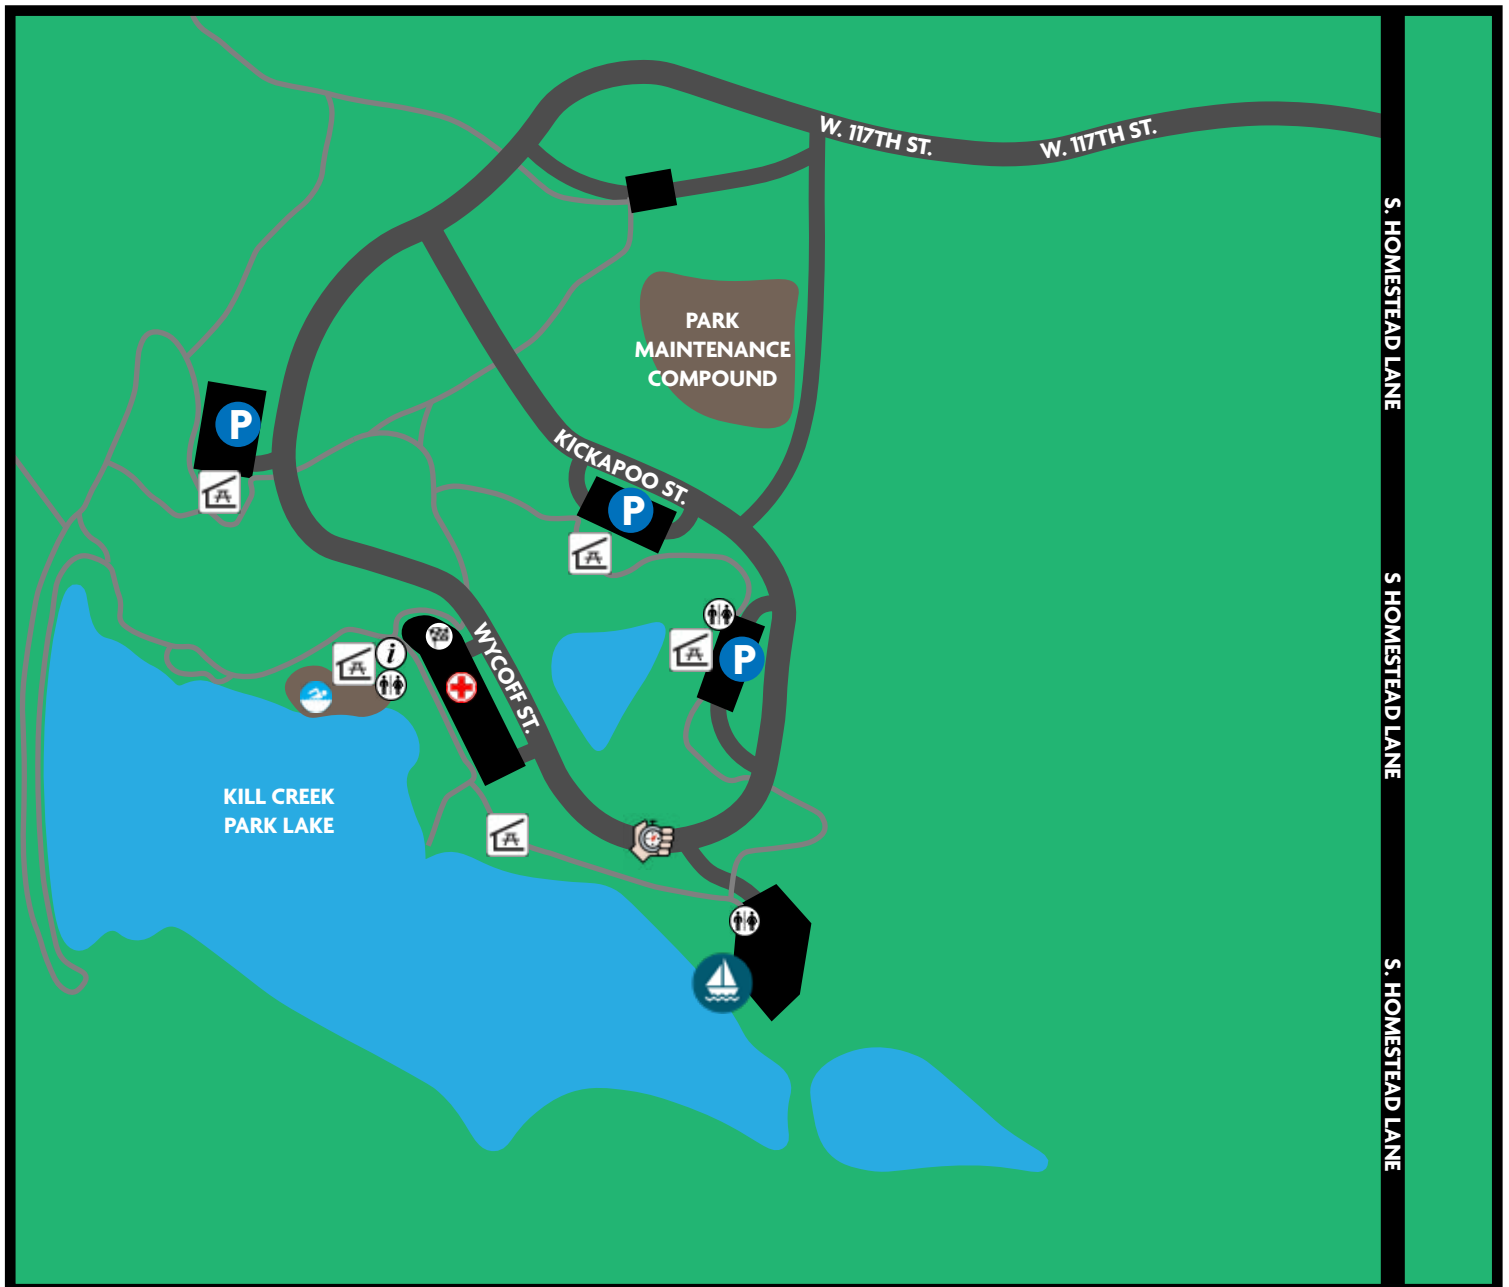 W. 117TH ST.
W. 117TH ST.
S. HOMESTEAD LANE
PARK
MAINTENANCE
COMPOUND
P
KICKAPOO ST.
P
S HOMESTEAD LANE
WYCOFF ST.
i
P
KILL CREEK
PARK LAKE
S. HOMESTEAD LANE